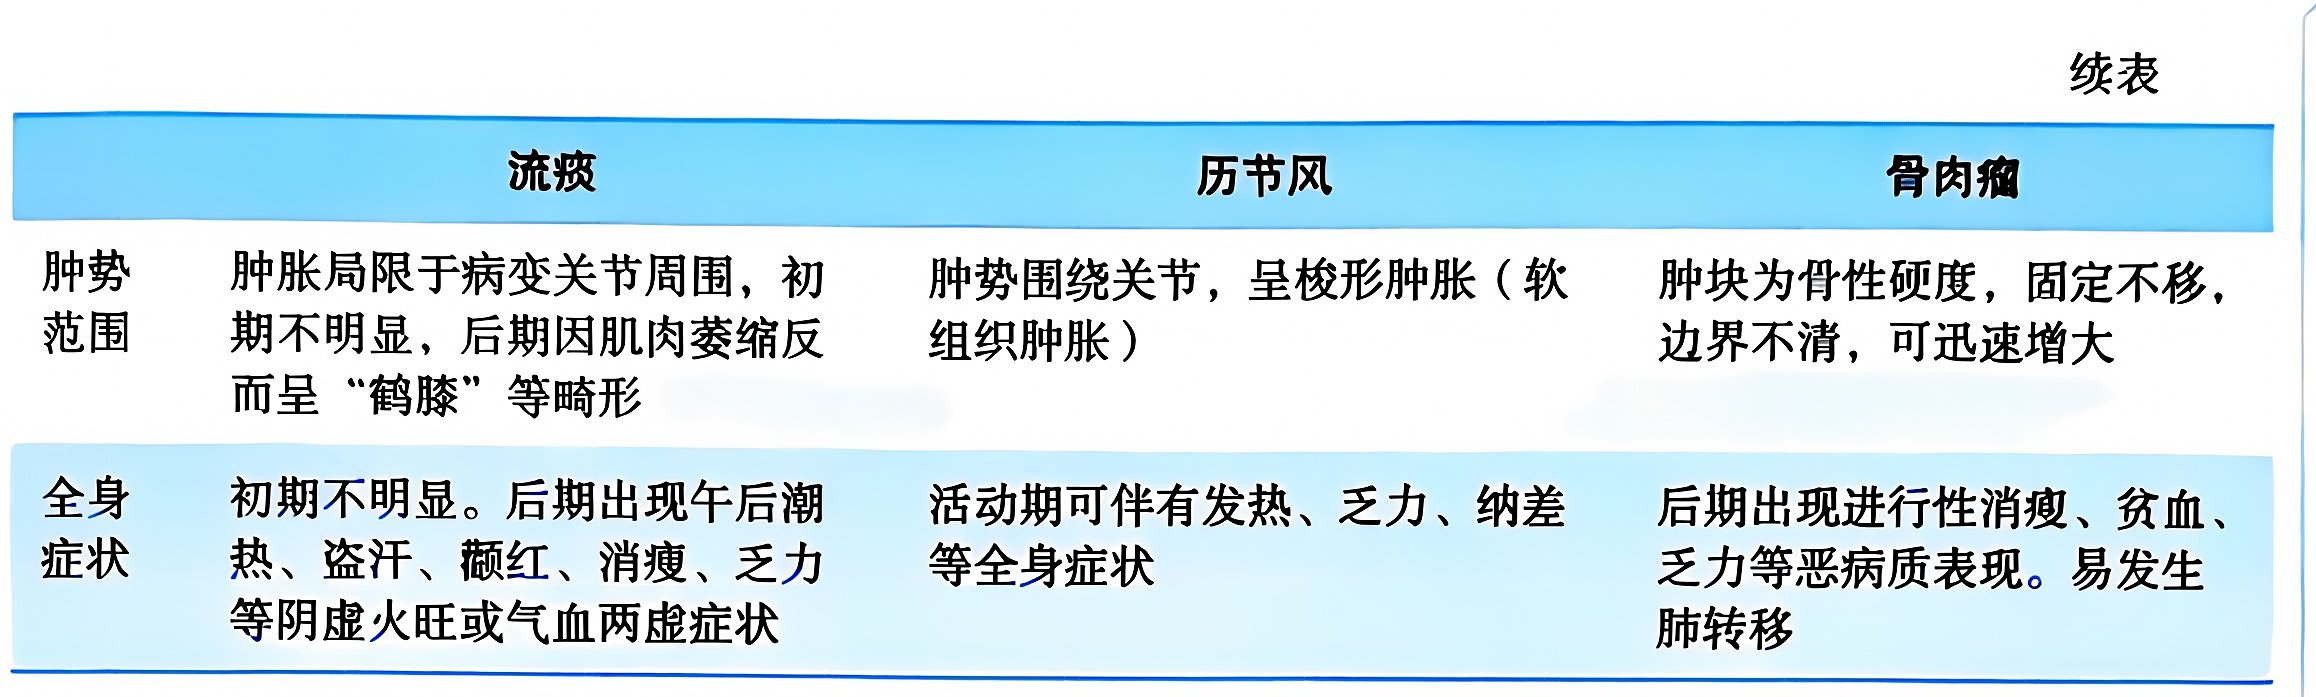 续表
流痰 历节风 骨肉瘤
肿势
范围
肿胀局限于病变关节周围，初
期不明显，后期因肌肉萎缩反
而呈“鹤膝”等畸形
肿势围绕关节，呈梭形肿胀（软
组织肿胀）
肿块为骨性硬度，固定不移，
边界不清，可迅速增大
全身
症状
初期不明显。后期出现午后潮
热、盗汗、颧红、消瘦、乏力
等阴虚火旺或气血两虚症状
活动期可伴有发热、乏力、纳差
等全身症状
后期出现进行性消瘦、贫血、
乏力等恶病质表现。易发生
肺转移